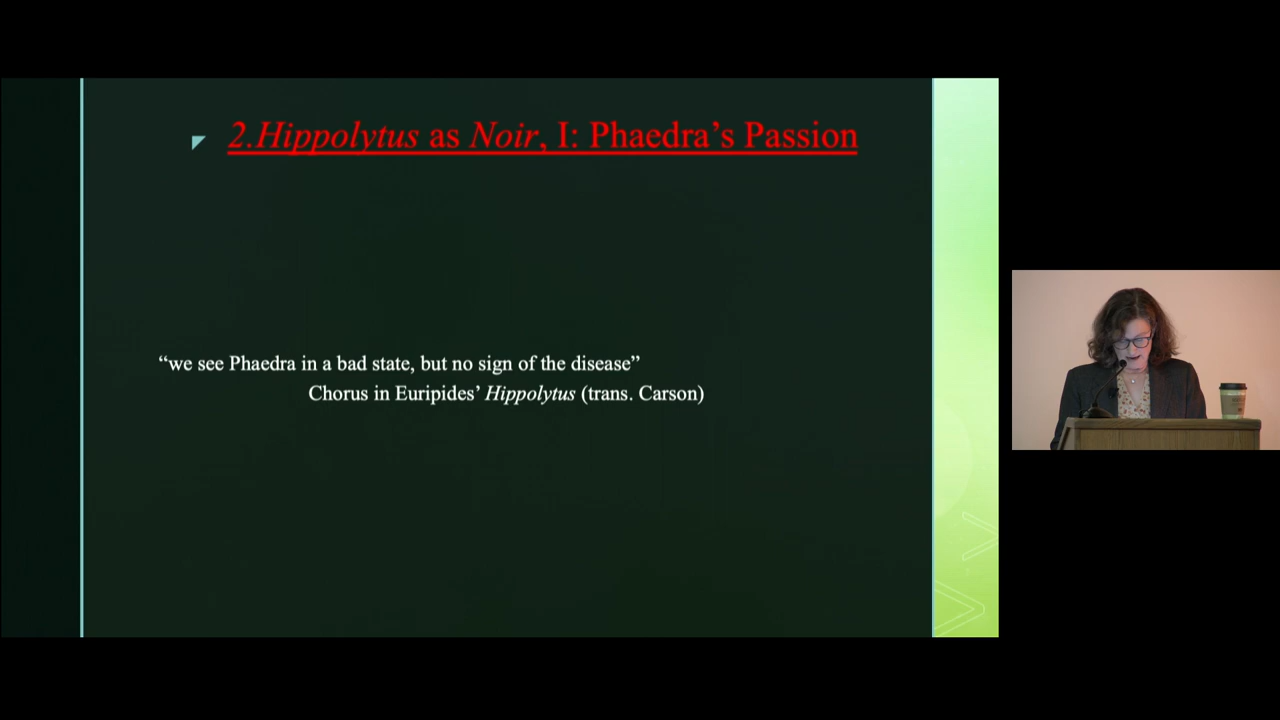 2.Hippolytus as Noir, I: Phaedra’s Passion
“we see Phaedra in a bad state, but no sign of the disease”
Chorus in Euripides’ Hippolytus (trans. Carson)